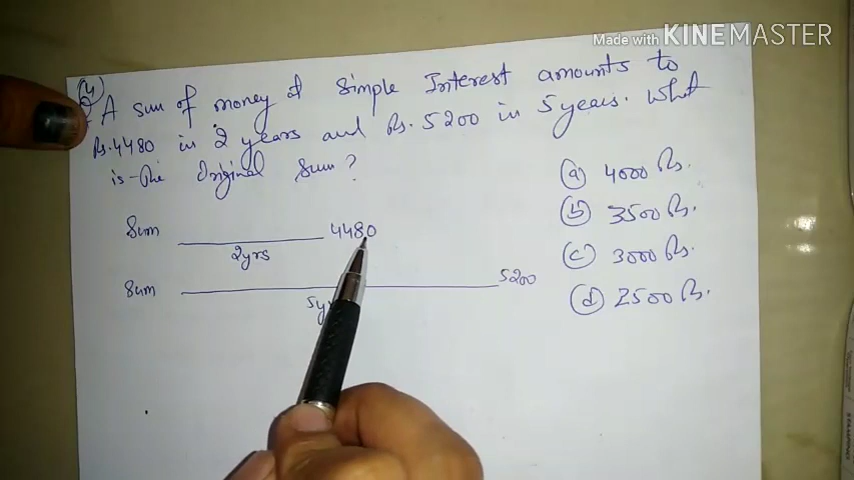 Made with KINEMASTER
(4)
Q A sum of money at Simple Interest amounts to
Rs.4480 in 2 years and Rs. 5200 in 5 years. What
is the Original Sum?
(a) 4000 Rs.
(b) 3500 Rs.
(c) 3000 Rs.
(d) 2500 Rs.
Sum 4480
2yrs
Sum 5200
5y